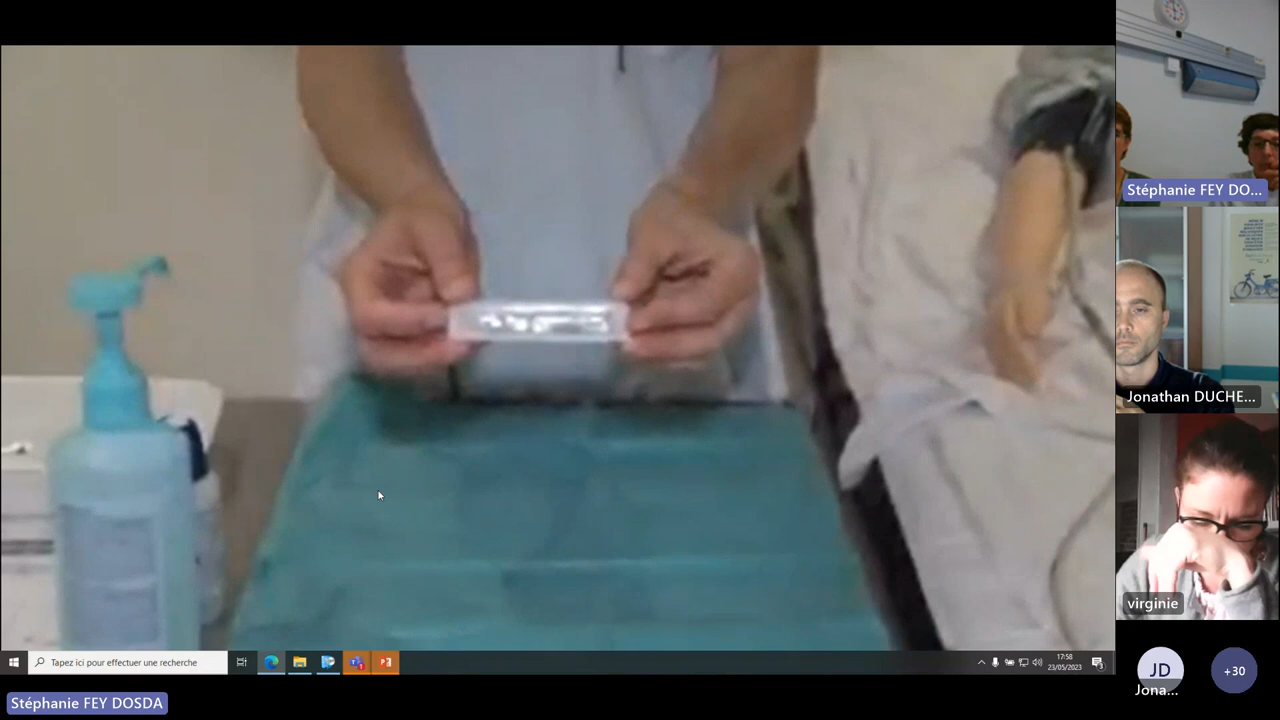 Stéphanie FEY DO...
Jonathan DUCHE...
virginie
JD
Jona...
+30
Tapez ici pour effectuer une recherche
17:58
23/05/2023
Stéphanie FEY DOSDA